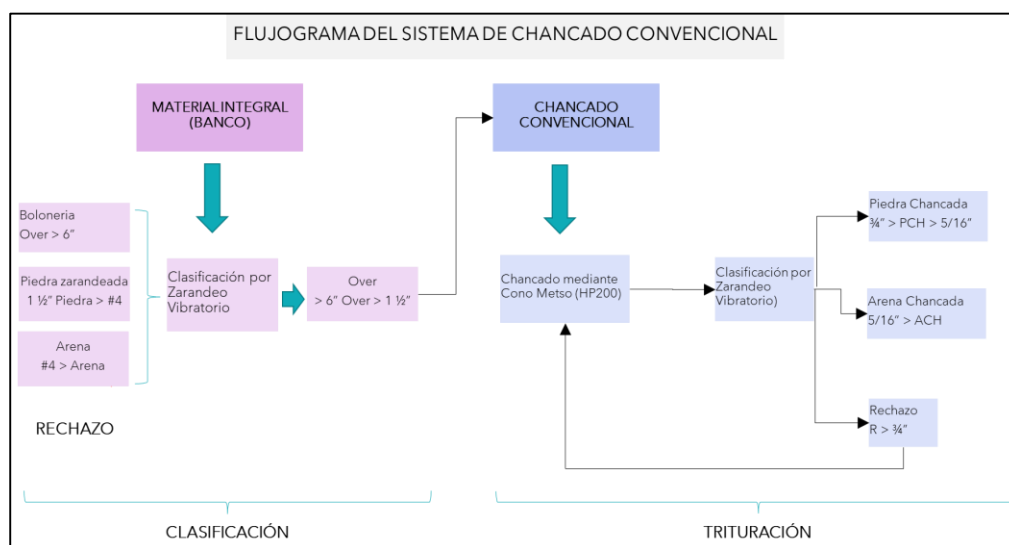 FLUJOGRAMA DEL SISTEMA DE CHANCADO CONVENCIONAL
MATERIAL INTEGRAL
(BANCO)
CHANCADO
CONVENCIONAL
Boloneria
Over > 6"
Piedra zarandeada
1 ½" Piedra > #4
Arena
#4 > Arena
RECHAZO
Clasificación por
Zarandeo
Vibratorio
Over
> 6" Over > 1 ½"
Chancado mediante
Cono Metso (HP200)
Clasificación por
Zarandeo
Vibratorio)
Piedra Chancada
¾" > PCH > 5/16"
Arena Chancada
5/16" > ACH
Rechazo
R > ¾"
CLASIFICACIÓN
TRITURACIÓN